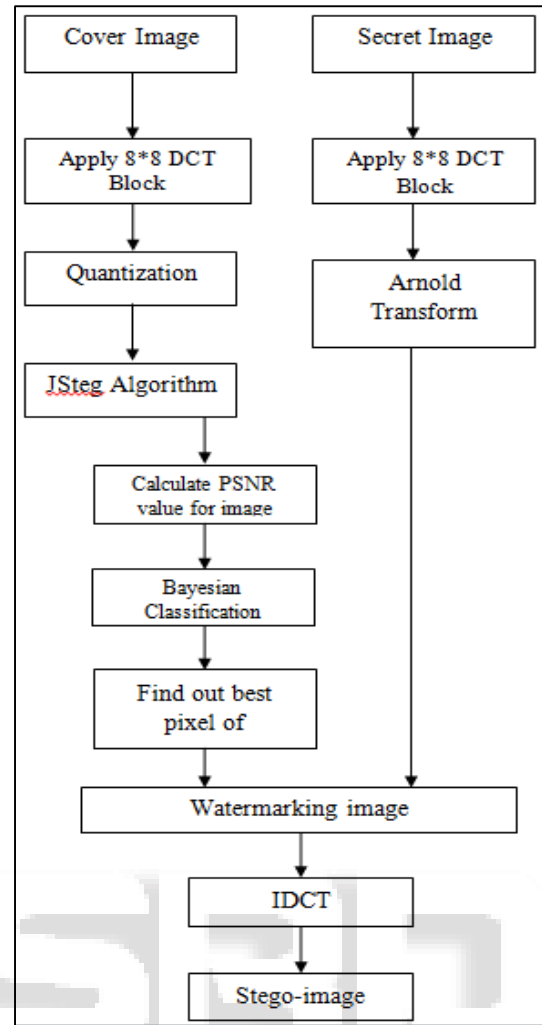 Cover Image
Secret Image
Apply 8*8 DCT
Block
Apply 8*8 DCT
Block
Quantization
Arnold
Transform
JSteg Algorithm
Calculate PSNR
value for image
Bayesian
Classification
Find out best
pixel of
Watermarking image
IDCT
Stego-image